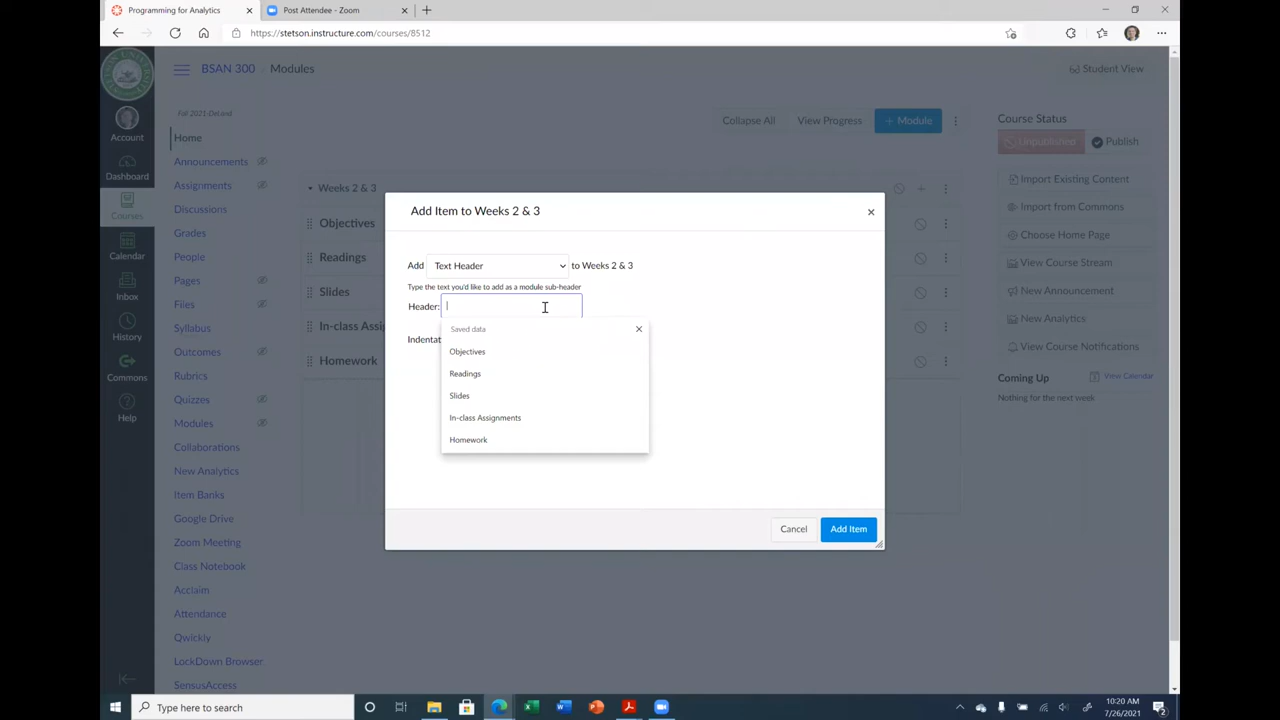 Programming for Analytics
Post Attendee - Zoom
https://stetson.instructure.com/courses/8512
BSAN 300 › Modules
Student View
Fall 2021-DeLand
Account
Dashboard
Courses
Calendar
Inbox
History
Commons
Help
Home
Announcements
Assignments
Discussions
Grades
People
Pages
Files
Syllabus
Outcomes
Rubrics
Quizzes
Modules
Collaborations
New Analytics
Item Banks
Google Drive
Zoom Meeting
Class Notebook
Acclaim
Attendance
Qwickly
LockDown Browser
SensusAccess
Collapse All
View Progress
+ Module
Weeks 2 & 3
Objectives
Readings
Slides
In-class Assi
Homework
Add Item to Weeks 2 & 3
Add Text Header to Weeks 2 & 3
Type the text you'd like to add as a module sub-header
Header:
Indentat
Saved data
Objectives
Readings
Slides
In-class Assignments
Homework
Cancel
Add Item
Course Status
Unpublished
Publish
Import Existing Content
Import from Commons
Choose Home Page
View Course Stream
New Announcement
New Analytics
View Course Notifications
Coming Up
View Calendar
Nothing for the next week
Type here to search
10:20 AM
7/26/2021
2